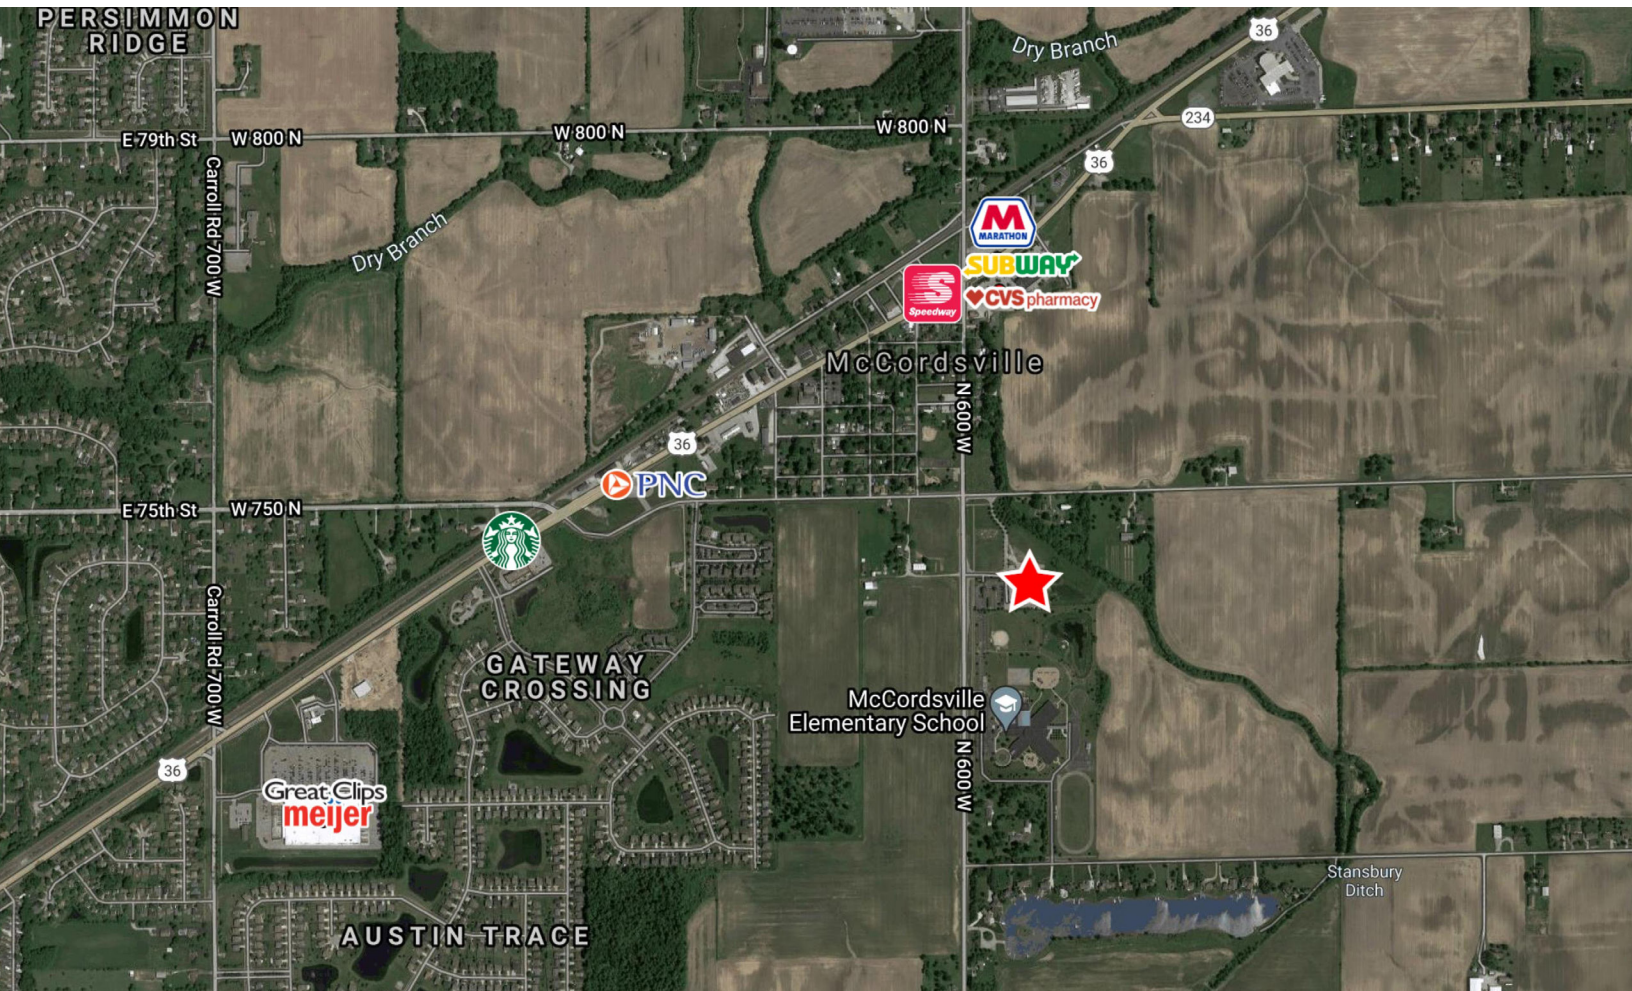 PERSIMMON
RIDGE
Dry Branch
36
E 79th St
W 800 N
W 800 N
W 800 N
234
36
Carroll Rd 700 W
Dry Branch
M
MARATHON
SUBWAY
S
Speedway
CVS pharmacy
McCordsville
N 600 W
36
PNC
E 75th St
W 750 N
Carroll Rd 700 W
GATEWAY
CROSSING
McCordsville
Elementary School
N 600 W
36
Great Clips
meijer
Stansbury
Ditch
AUSTIN TRACE